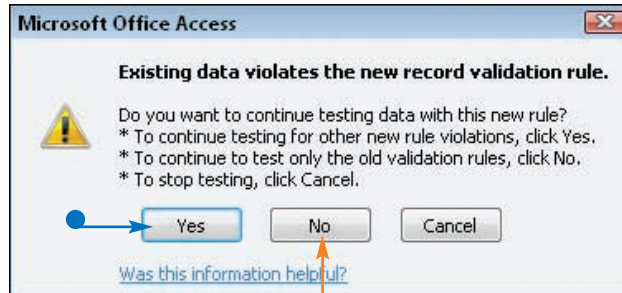 Microsoft Office Access
Existing data violates the new record validation rule.
Do you want to continue testing data with this new rule?
* To continue testing for other new rule violations, click Yes.
* To continue to test only the old validation rules, click No.
* To stop testing, click Cancel.
Yes No Cancel
Was this information helpful?